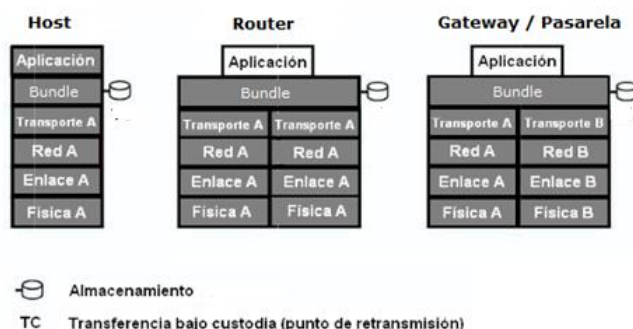 Host
Router
Gateway / Pasarela
Aplicación
Bundle
Transporte A
Red A
Enlace A
Física A
Aplicación
Bundle
Transporte A Transporte A
Red A Red A
Enlace A Enlace A
Física A Física A
Aplicación
Bundle
Transporte A Transporte B
Red A Red B
Enlace A Enlace B
Física A Física B
Almacenamiento
TC Transferencia bajo custodia (punto de retransmisión)